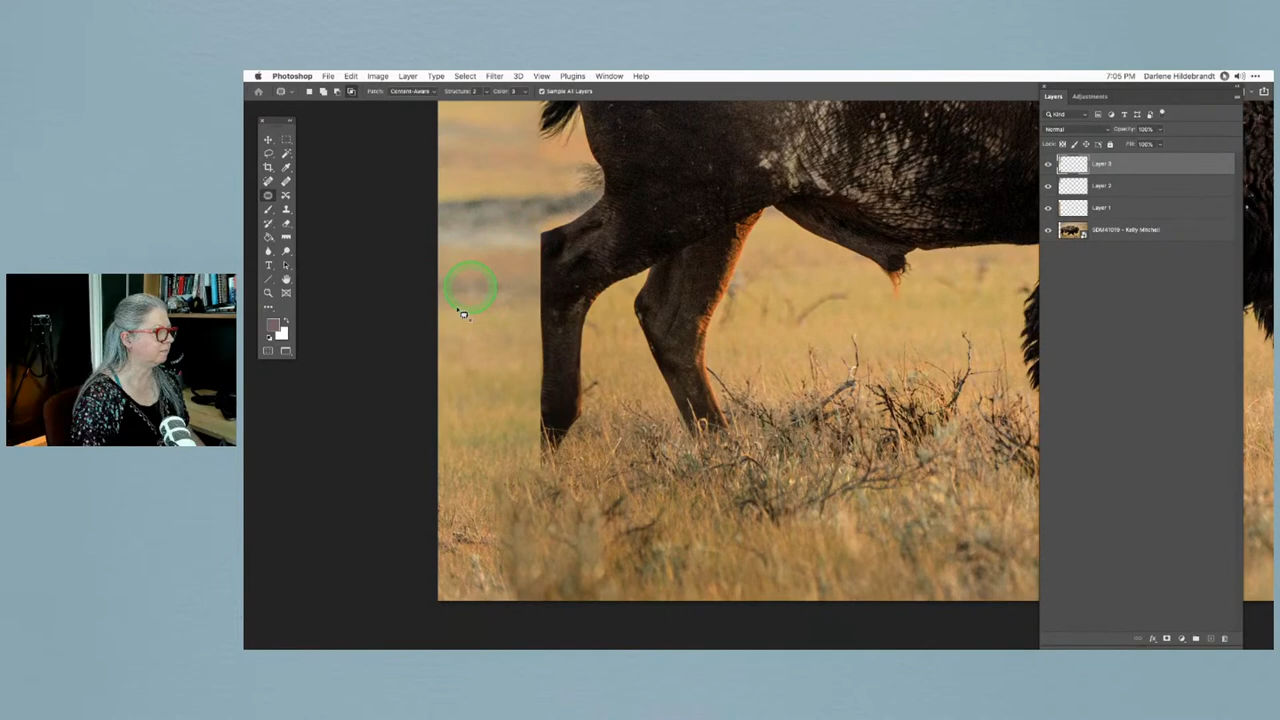 Photoshop File Edit Image Layer Type Select Filter 3D View Plugins Window Help 7:05 PM Darlene Hildebrandt
Patch: Content-Aware Structure: 2 Color: 3 Sample All Layers
Layers Adjustments
Kind
Normal Opacity: 100%
Lock: Fill: 100%
Layer 3
Layer 2
Layer 1
SDM41019 - Kelly Mitchell